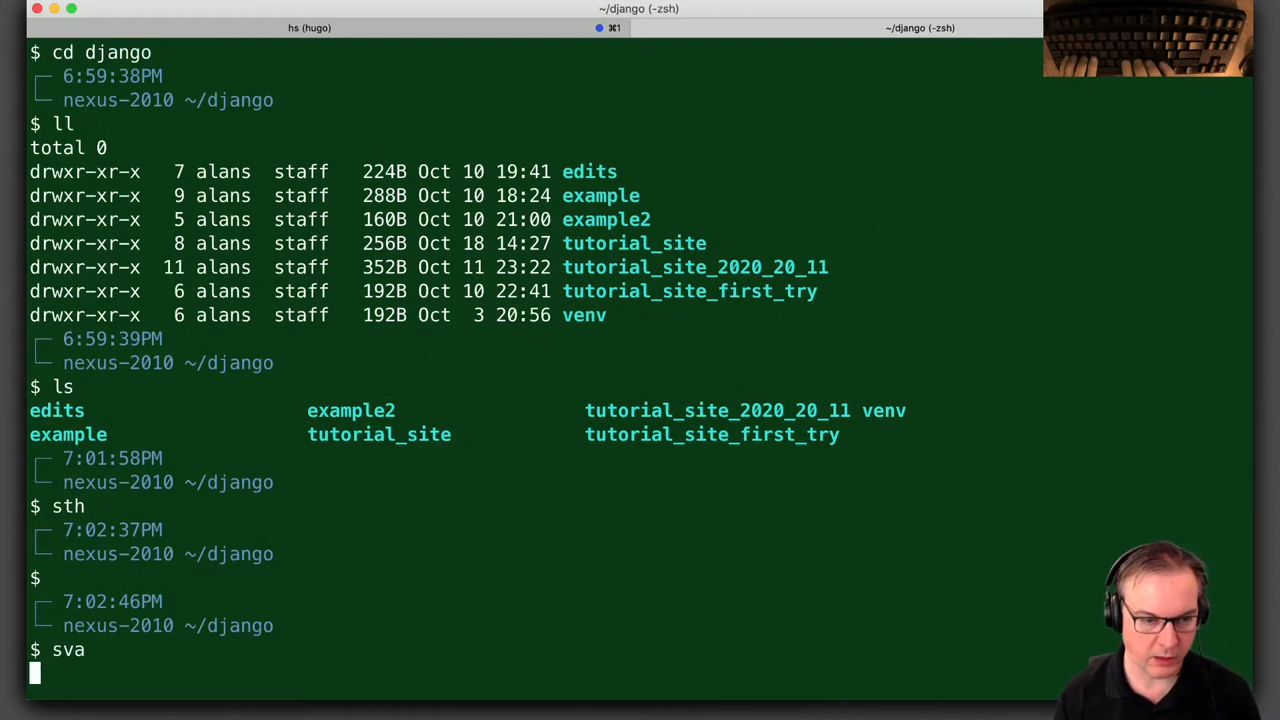 ~/django (-zsh)
hs (hugo) ⌘1 ~/django (-zsh)
$ cd django
6:59:38PM
nexus-2010 ~/django
$ ll
total 0
drwxr-xr-x 7 alans staff 224B Oct 10 19:41 edits
drwxr-xr-x 9 alans staff 288B Oct 10 18:24 example
drwxr-xr-x 5 alans staff 160B Oct 10 21:00 example2
drwxr-xr-x 8 alans staff 256B Oct 18 14:27 tutorial_site
drwxr-xr-x 11 alans staff 352B Oct 11 23:22 tutorial_site_2020_20_11
drwxr-xr-x 6 alans staff 192B Oct 10 22:41 tutorial_site_first_try
drwxr-xr-x 6 alans staff 192B Oct 3 20:56 venv
6:59:39PM
nexus-2010 ~/django
$ ls
edits example2 tutorial_site_2020_20_11 venv
example tutorial_site tutorial_site_first_try
7:01:58PM
nexus-2010 ~/django
$ sth
7:02:37PM
nexus-2010 ~/django
$
7:02:46PM
nexus-2010 ~/django
$ sva